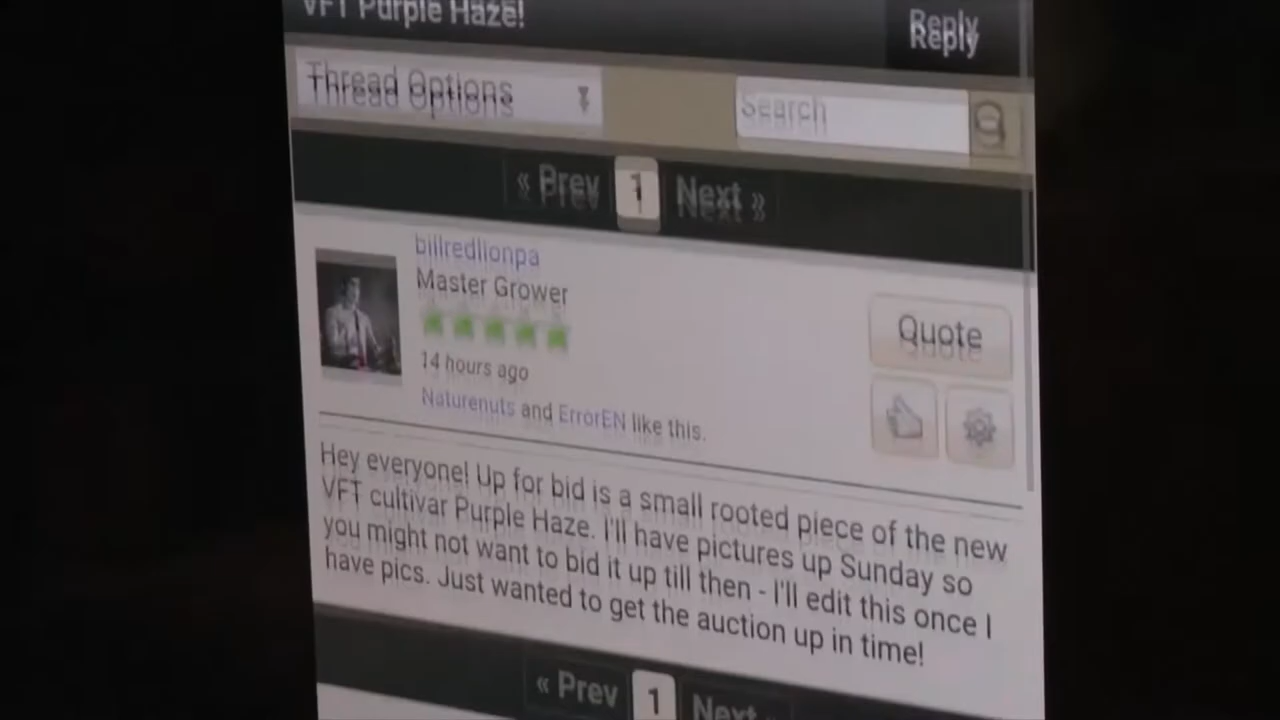 VFT Purple Haze!
Reply
Thread Options
Search
« Prev 1 Next »
billredlionpa
Master Grower
14 hours ago
Naturenuts and ErrorEN like this.
Quote
Hey everyone! Up for bid is a small rooted piece of the new
VFT cultivar Purple Haze. I'll have pictures up Sunday so
you might not want to bid it up till then - I'll edit this once I
have pics. Just wanted to get the auction up in time!
« Prev 1 Next »